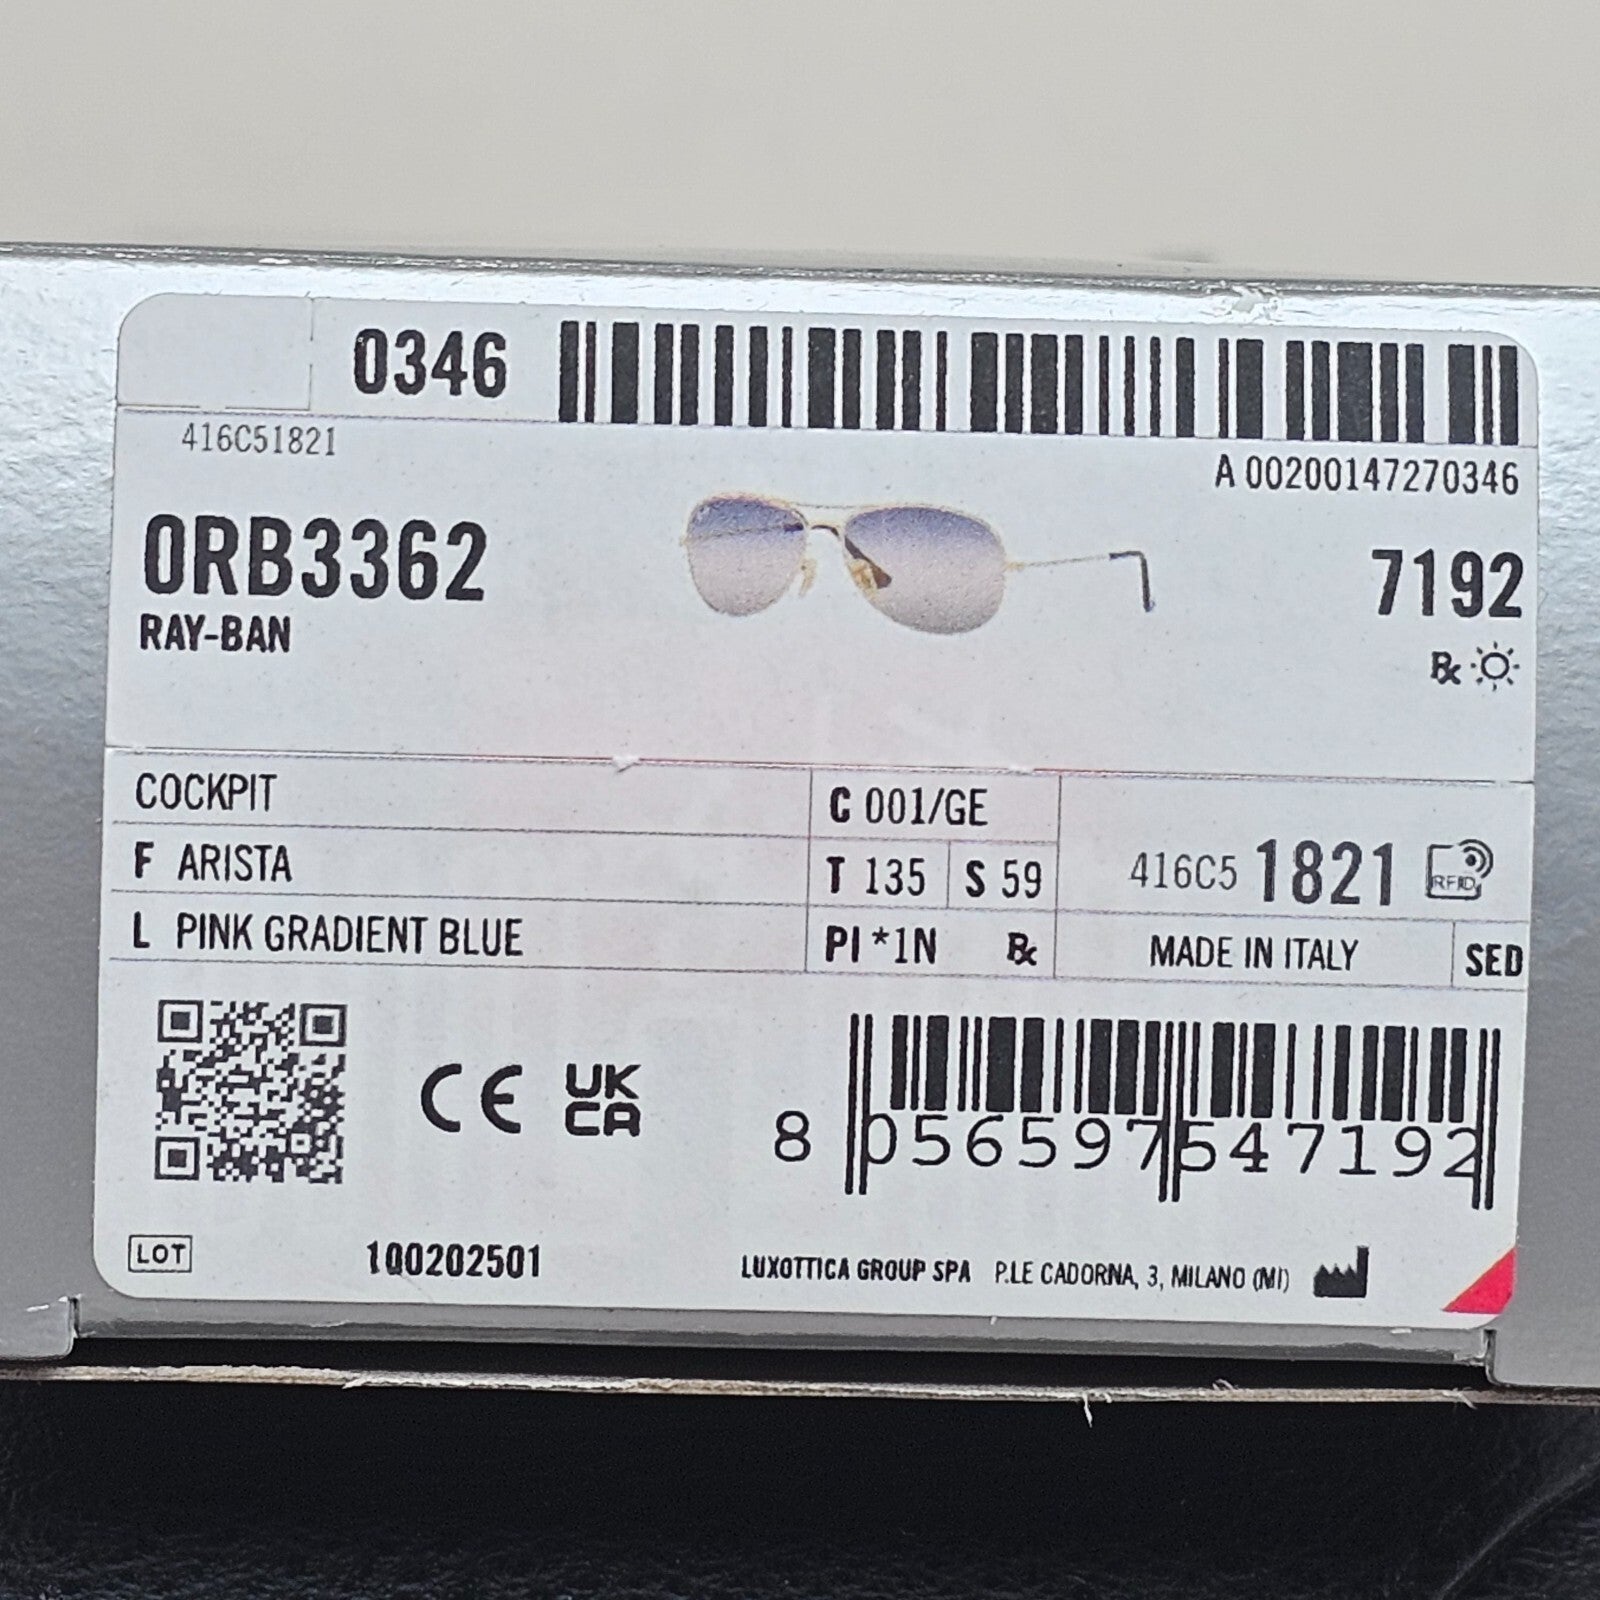 0346
416C51821
A 00200147270346
0RB3362
7192
RAY-BAN
℞
COCKPIT
C 001/GE
F ARISTA
T 135 S 59
416C5 1821 RFID
L PINK GRADIENT BLUE
PI *1N ℞
MADE IN ITALY SED
CE UK CA
8 056597 547192
LOT 100202501
LUXOTTICA GROUP SPA P.LE CADORNA, 3, MILANO (MI)